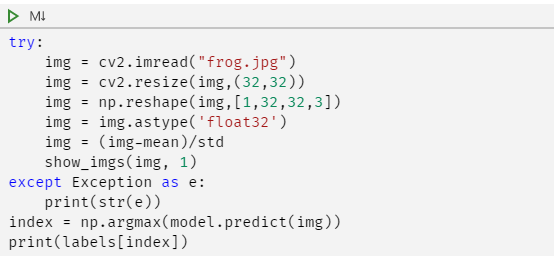 M↓
try:
    img = cv2.imread("frog.jpg")
    img = cv2.resize(img,(32,32))
    img = np.reshape(img,[1,32,32,3])
    img = img.astype('float32')
    img = (img-mean)/std
    show_imgs(img, 1)
except Exception as e:
    print(str(e))
index = np.argmax(model.predict(img))
print(labels[index])